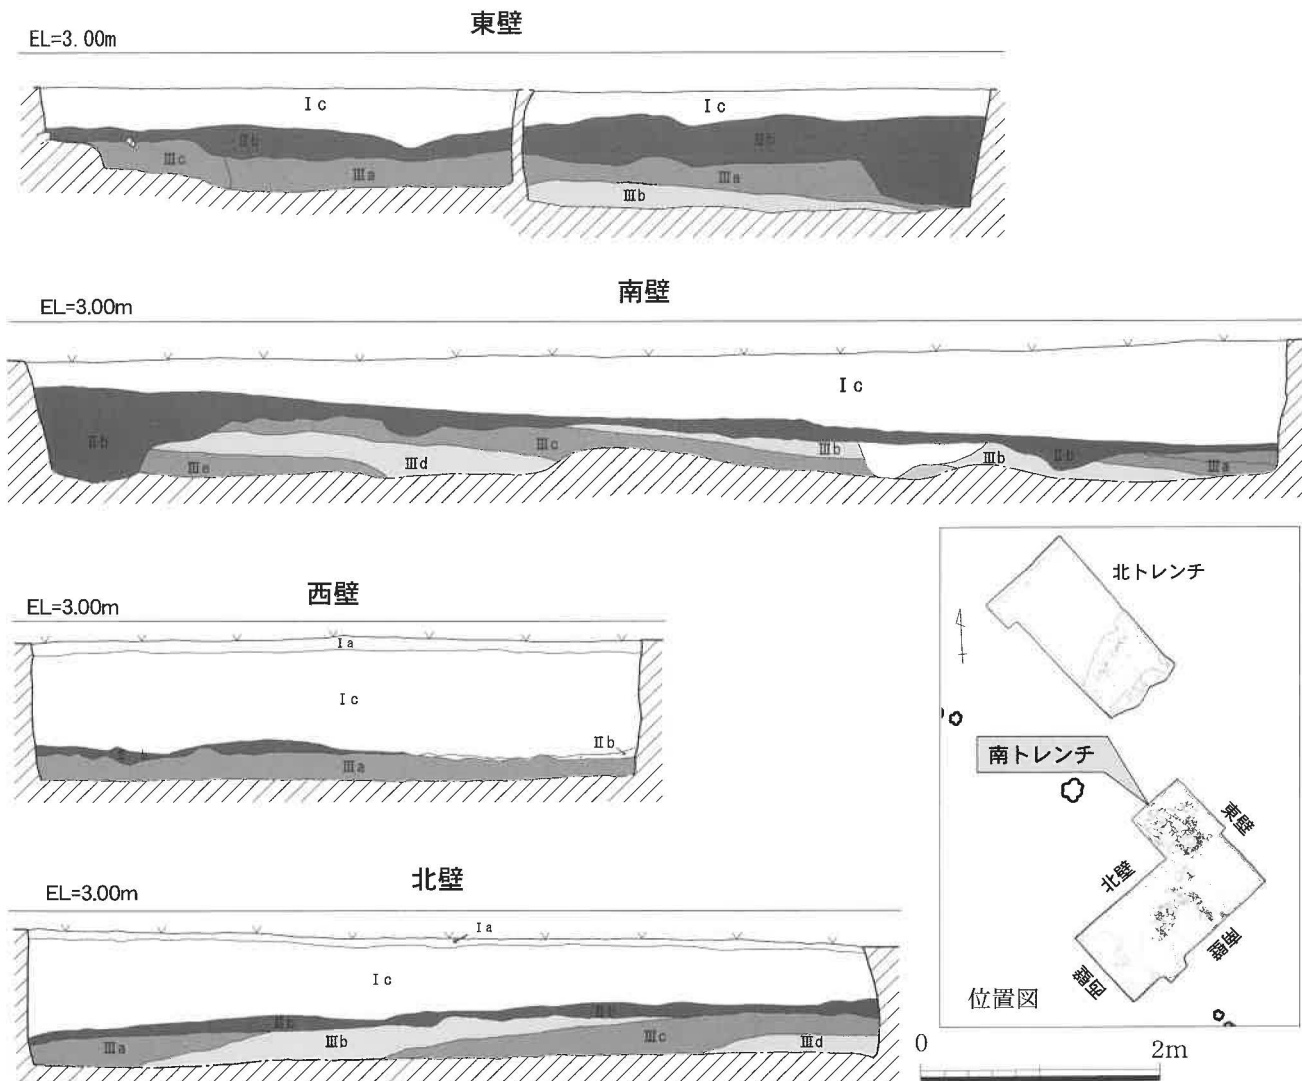 東壁
EL=3.00m
Ⅰc
Ⅰc
Ⅱb
Ⅱb
Ⅲc
Ⅲa
Ⅲa
Ⅲb
南壁
EL=3.00m
Ⅰc
Ⅱb
Ⅲc
Ⅲb
Ⅲb
Ⅱb
Ⅲa
Ⅲd
Ⅲa
西壁
EL=3.00m
Ⅰa
Ⅰc
Ⅱb
Ⅲa
北壁
EL=3.00m
Ⅰa
Ⅰc
Ⅱb
Ⅱb
Ⅲa
Ⅲb
Ⅲc
Ⅲd
北トレンチ
南トレンチ
東壁
北壁
南壁
西壁
位置図
0 2m